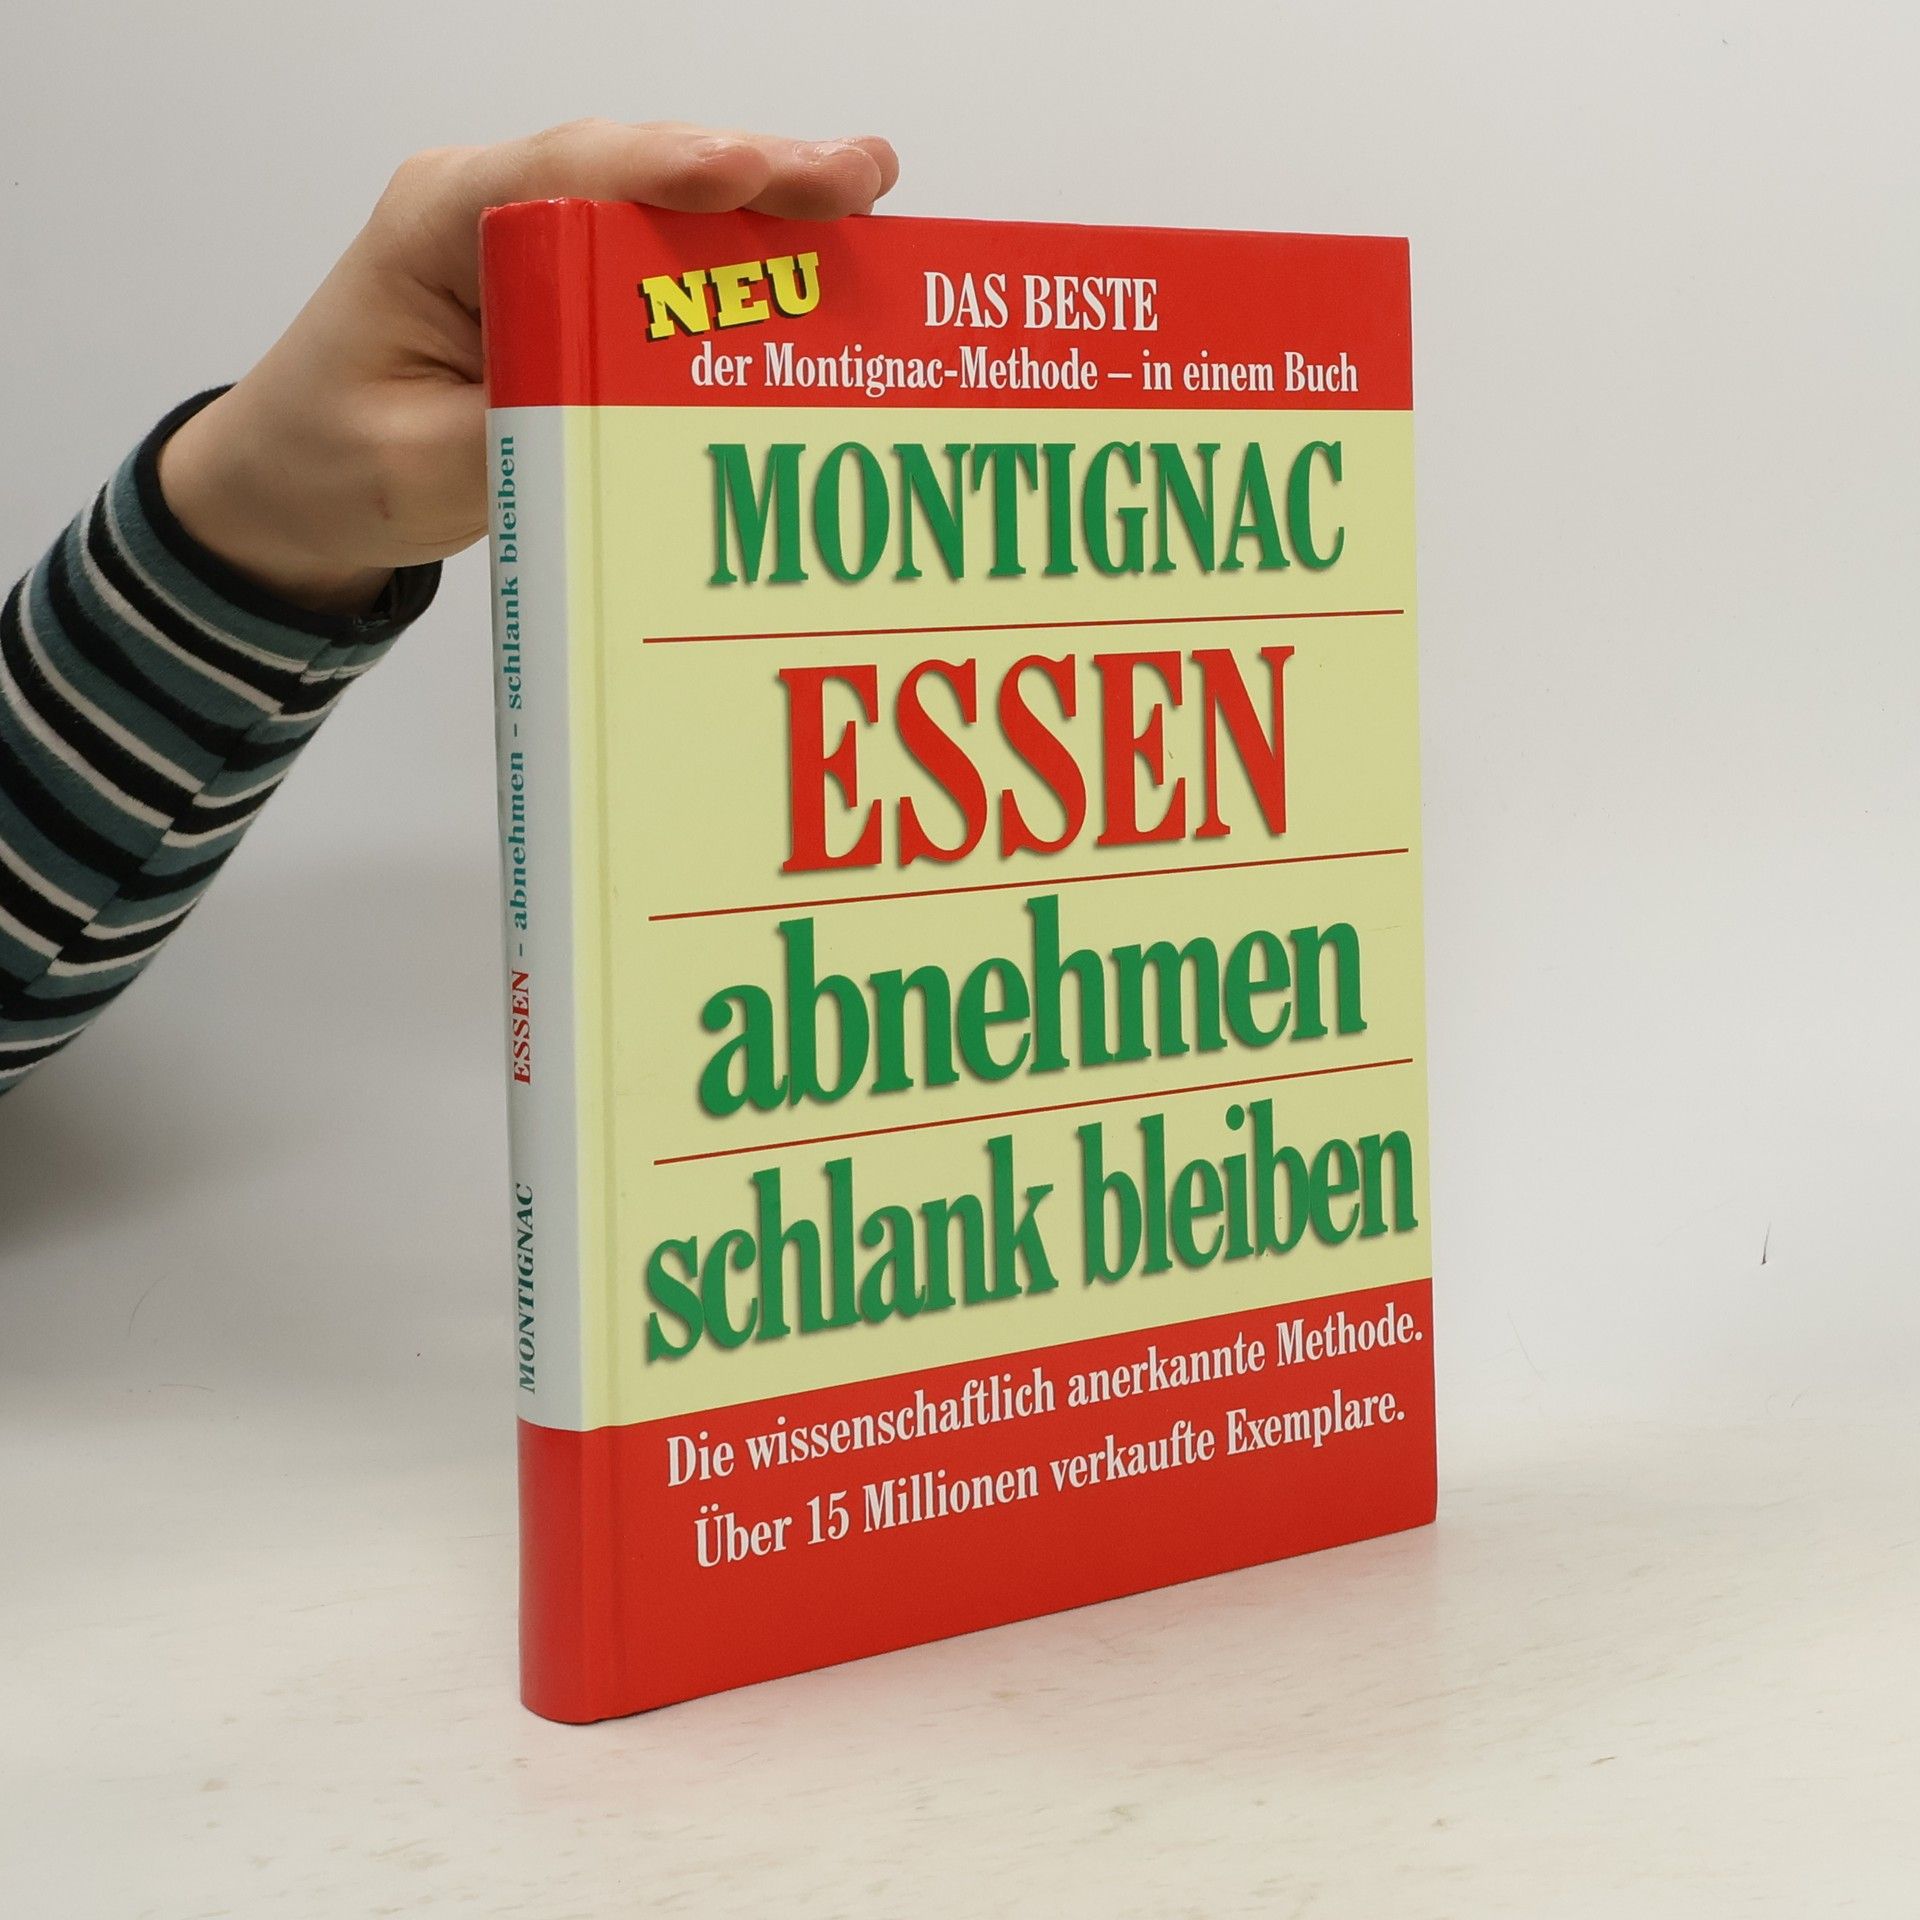 NEU
DAS BESTE
der Montignac-Methode – in einem Buch
MONTIGNAC
ESSEN
abnehmen
schlank bleiben
Die wissenschaftlich anerkannte Methode.
Über 15 Millionen verkaufte Exemplare.
MONTIGNAC ESSEN – abnehmen – schlank bleiben